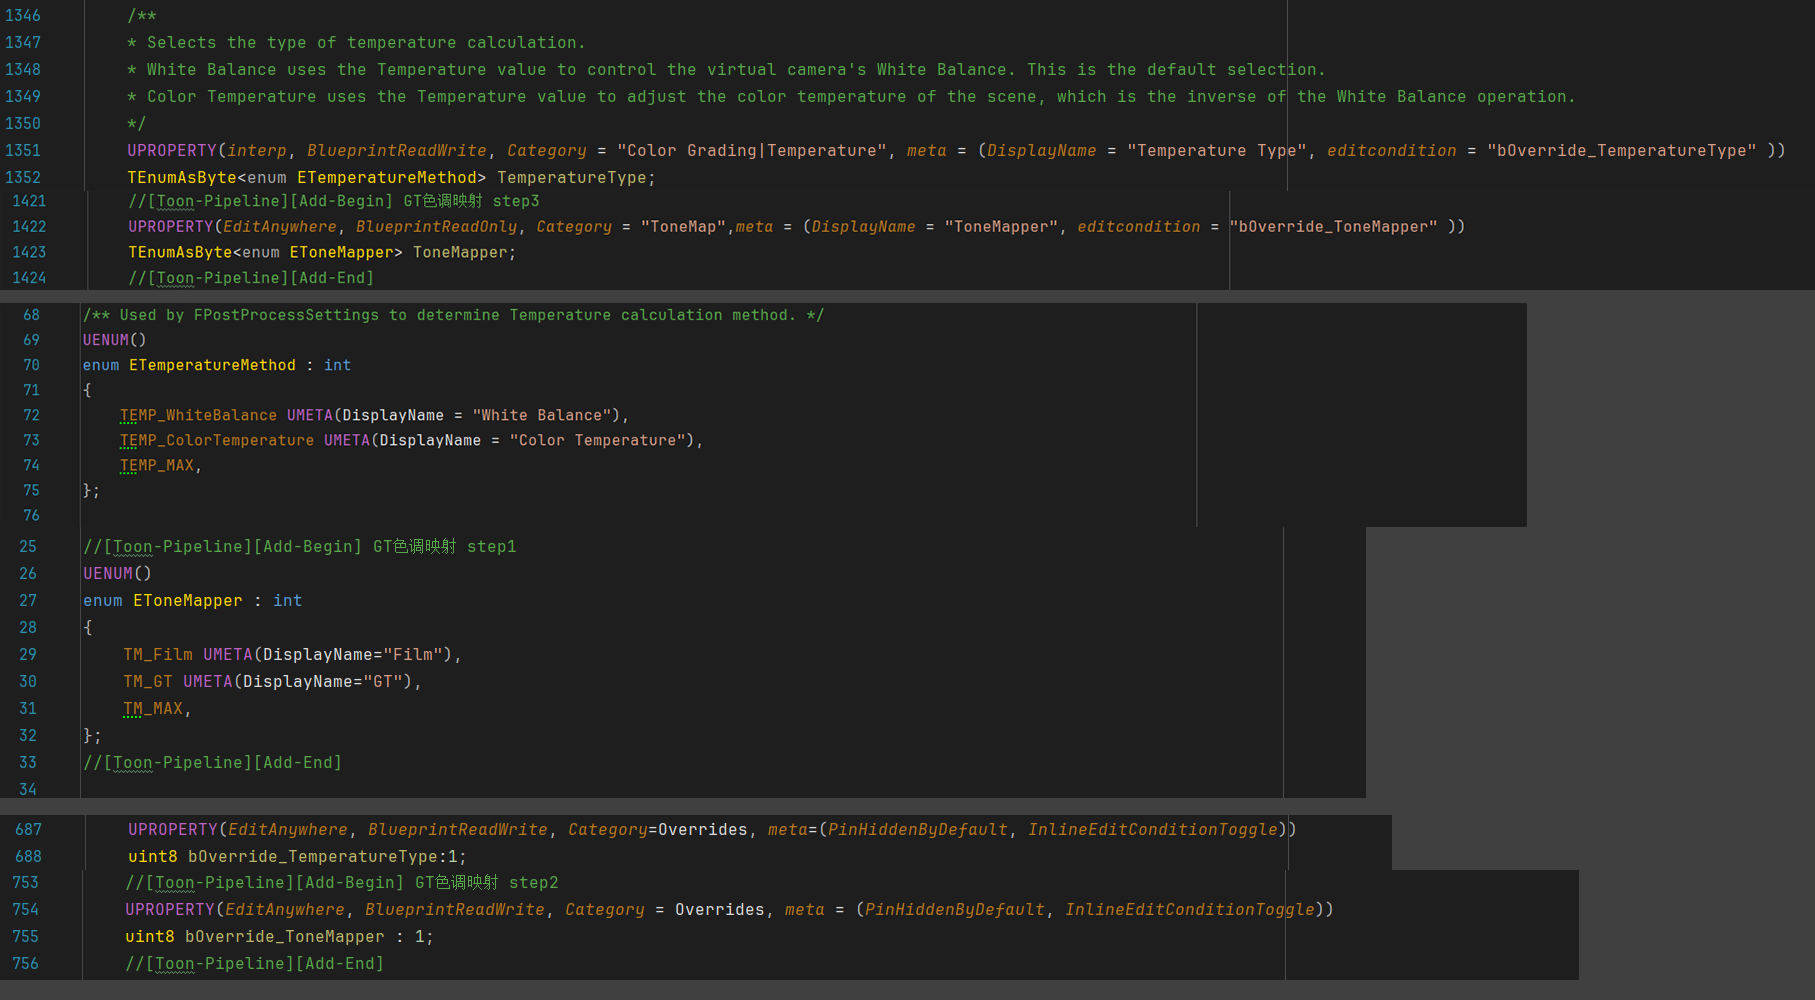 1346 /**
1347 * Selects the type of temperature calculation.
1348 * White Balance uses the Temperature value to control the virtual camera's White Balance. This is the default selection.
1349 * Color Temperature uses the Temperature value to adjust the color temperature of the scene, which is the inverse of the White Balance operation.
1350 */
1351 UPROPERTY(interp, BlueprintReadWrite, Category = "Color Grading|Temperature", meta = (DisplayName = "Temperature Type", editcondition = "bOverride_TemperatureType" ))
1352 TEnumAsByte<enum ETemperatureMethod> TemperatureType;
1421 //[Toon-Pipeline][Add-Begin] GT色调映射 step3
1422 UPROPERTY(EditAnywhere, BlueprintReadOnly, Category = "ToneMap",meta = (DisplayName = "ToneMapper", editcondition = "bOverride_ToneMapper" ))
1423 TEnumAsByte<enum EToneMapper> ToneMapper;
1424 //[Toon-Pipeline][Add-End]
68 /** Used by FPostProcessSettings to determine Temperature calculation method. */
69 UENUM()
70 enum ETemperatureMethod : int
71 {
72 TEMP_WhiteBalance UMETA(DisplayName = "White Balance"),
73 TEMP_ColorTemperature UMETA(DisplayName = "Color Temperature"),
74 TEMP_MAX,
75 };
76
25 //[Toon-Pipeline][Add-Begin] GT色调映射 step1
26 UENUM()
27 enum EToneMapper : int
28 {
29 TM_Film UMETA(DisplayName="Film"),
30 TM_GT UMETA(DisplayName="GT"),
31 TM_MAX,
32 };
33 //[Toon-Pipeline][Add-End]
34
687 UPROPERTY(EditAnywhere, BlueprintReadWrite, Category=Overrides, meta=(PinHiddenByDefault, InlineEditConditionToggle))
688 uint8 bOverride_TemperatureType:1;
753 //[Toon-Pipeline][Add-Begin] GT色调映射 step2
754 UPROPERTY(EditAnywhere, BlueprintReadWrite, Category = Overrides, meta = (PinHiddenByDefault, InlineEditConditionToggle))
755 uint8 bOverride_ToneMapper : 1;
756 //[Toon-Pipeline][Add-End]